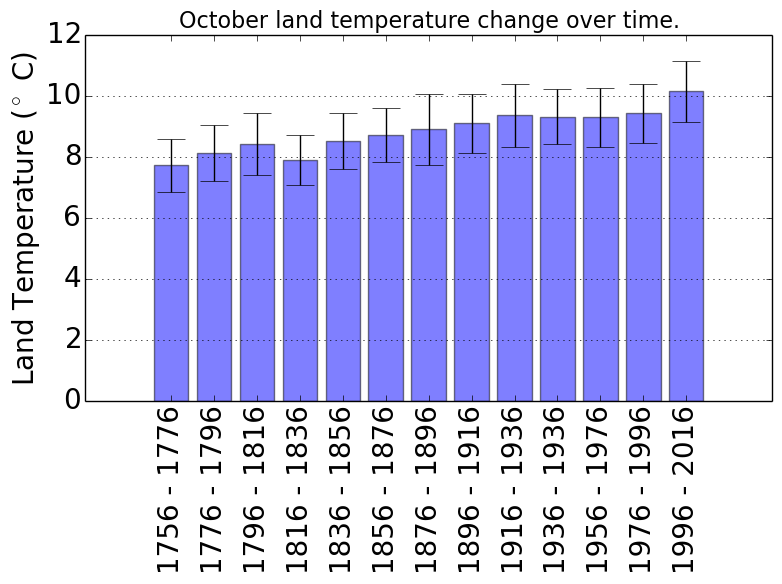 October land temperature change over time.
Land Temperature (° C)
12
10
8
6
4
2
0
1756 - 1776
1776 - 1796
1796 - 1816
1816 - 1836
1836 - 1856
1856 - 1876
1876 - 1896
1896 - 1916
1916 - 1936
1936 - 1936
1956 - 1976
1976 - 1996
1996 - 2016